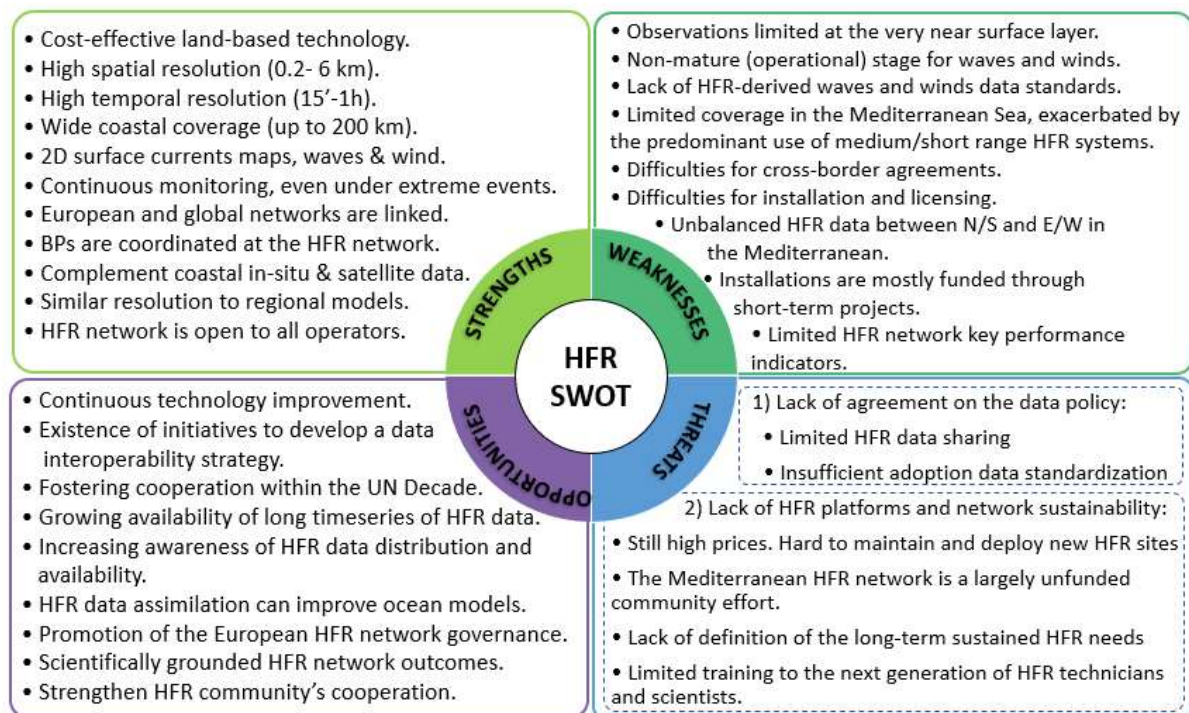 • Cost-effective land-based technology.
• High spatial resolution (0.2- 6 km).
• High temporal resolution (15′-1h).
• Wide coastal coverage (up to 200 km).
• 2D surface currents maps, waves & wind.
• Continuous monitoring, even under extreme events.
• European and global networks are linked.
• BPs are coordinated at the HFR network.
• Complement coastal in-situ & satellite data.
• Similar resolution to regional models.
• HFR network is open to all operators.
STRENGTHS
• Observations limited at the very near surface layer.
• Non-mature (operational) stage for waves and winds.
• Lack of HFR-derived waves and winds data standards.
• Limited coverage in the Mediterranean Sea, exacerbated by
the predominant use of medium/short range HFR systems.
• Difficulties for cross-border agreements.
• Difficulties for installation and licensing.
• Unbalanced HFR data between N/S and E/W in
the Mediterranean.
• Installations are mostly funded through
short-term projects.
• Limited HFR network key performance
indicators.
WEAKNESSES
HFR
SWOT
• Continuous technology improvement.
• Existence of initiatives to develop a data
interoperability strategy.
• Fostering cooperation within the UN Decade.
• Growing availability of long timeseries of HFR data.
• Increasing awareness of HFR data distribution and
availability.
• HFR data assimilation can improve ocean models.
• Promotion of the European HFR network governance.
• Scientifically grounded HFR network outcomes.
• Strengthen HFR community's cooperation.
OPPORTUNITIES
THREATS
1) Lack of agreement on the data policy:
• Limited HFR data sharing
• Insufficient adoption data standardization
2) Lack of HFR platforms and network sustainability:
• Still high prices. Hard to maintain and deploy new HFR sites
• The Mediterranean HFR network is a largely unfunded
community effort.
• Lack of definition of the long-term sustained HFR needs
• Limited training to the next generation of HFR technicians
and scientists.